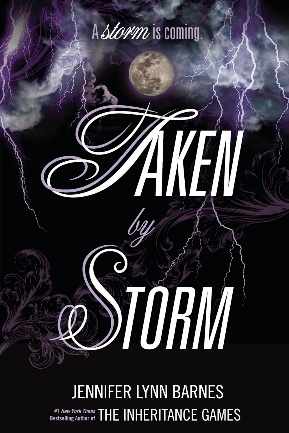 A storm is coming
TAKEN
by
STORM
JENNIFER LYNN BARNES
#1 New York Times
Bestselling Author of THE INHERITANCE GAMES